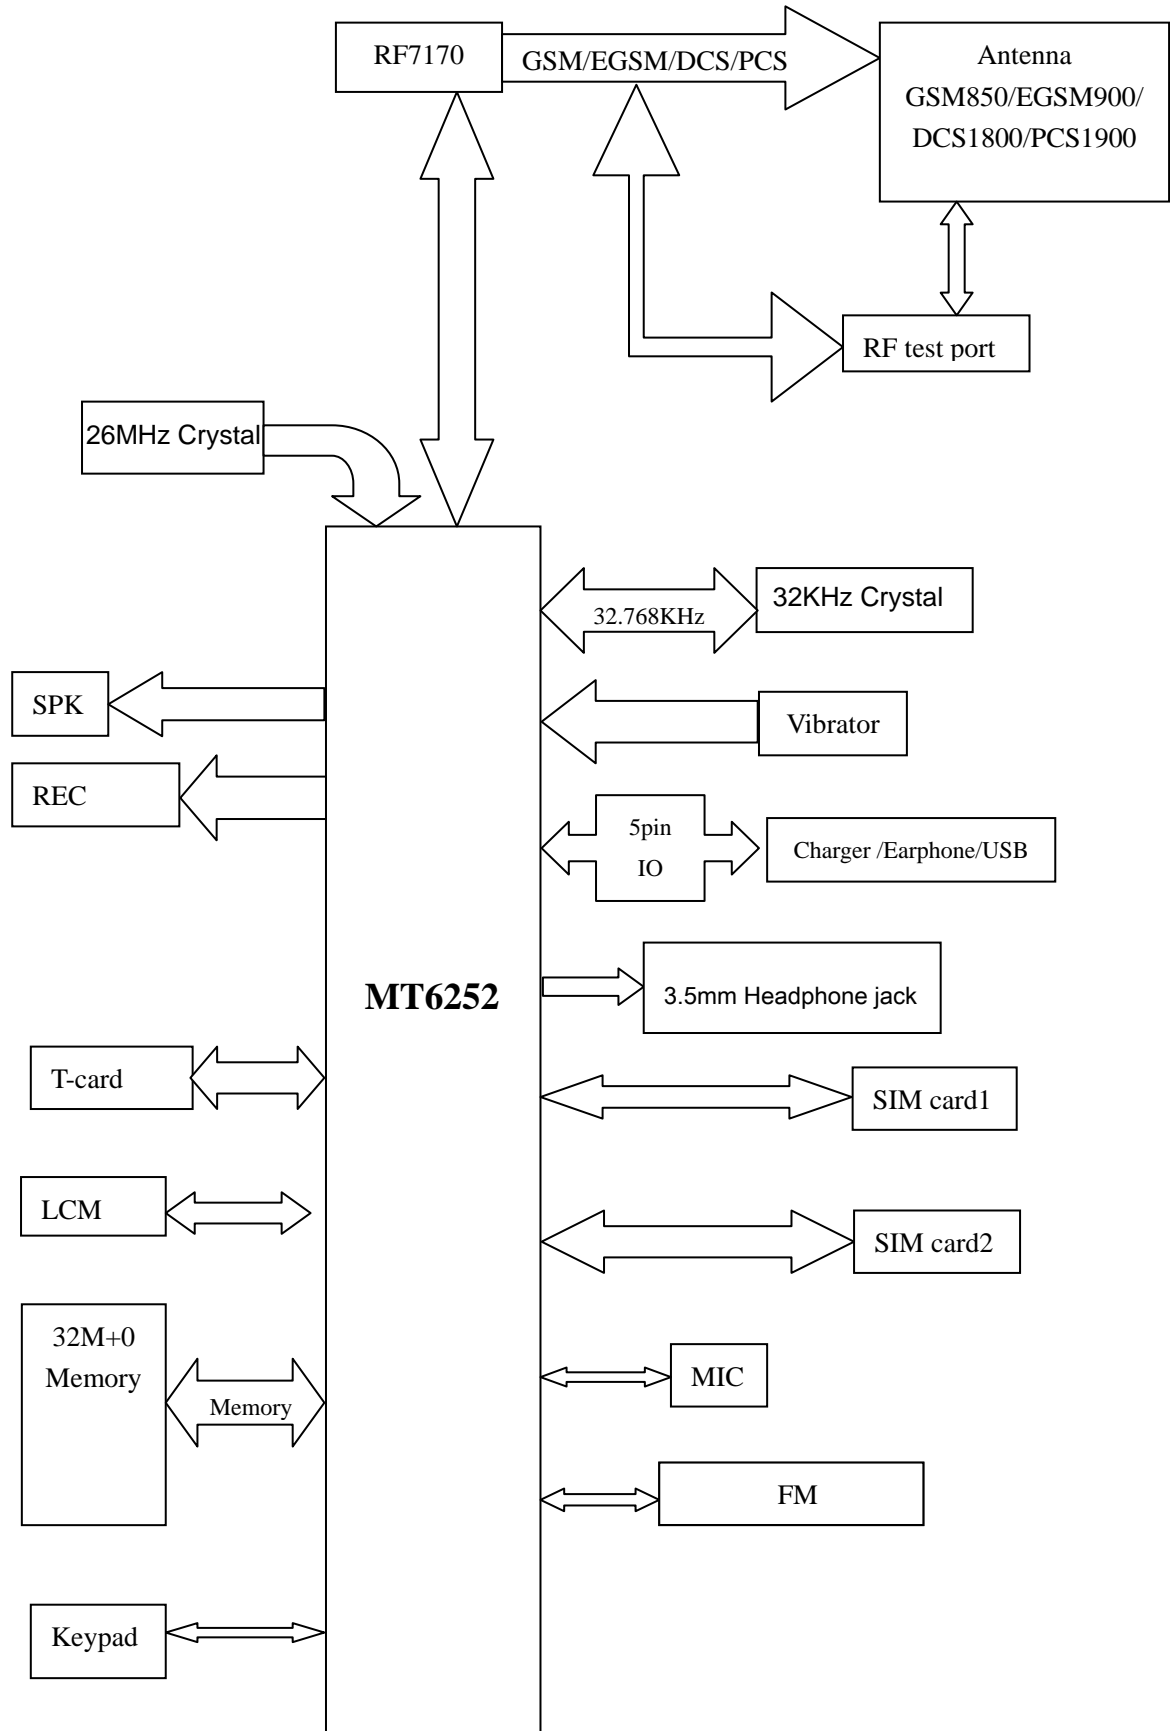 RF7170
GSM/EGSM/DCS/PCS
Antenna
GSM850/EGSM900/
DCS1800/PCS1900
RF test port
26MHz Crystal
32.768KHz
32KHz Crystal
SPK
Vibrator
REC
5pin
IO
Charger /Earphone/USB
MT6252
3.5mm Headphone jack
T-card
SIM card1
LCM
SIM card2
32M+0
Memory
Memory
MIC
FM
Keypad